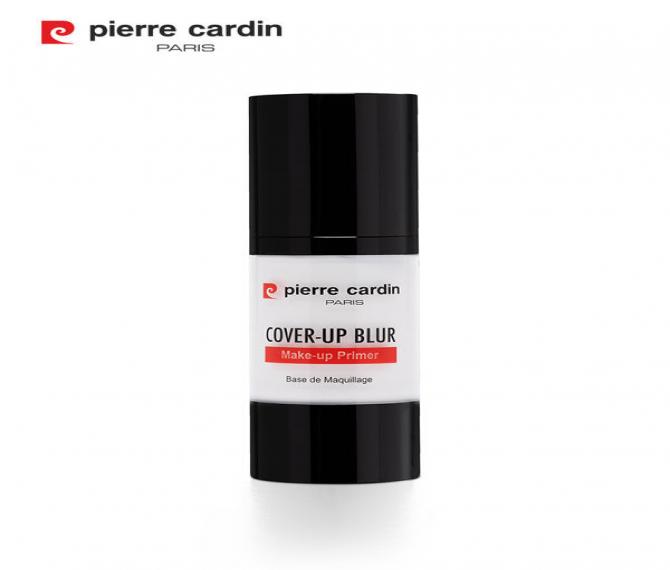 pierre cardin
PARIS
pierre cardin
PARIS
COVER-UP BLUR
Make-up Primer
Base de Maquillage